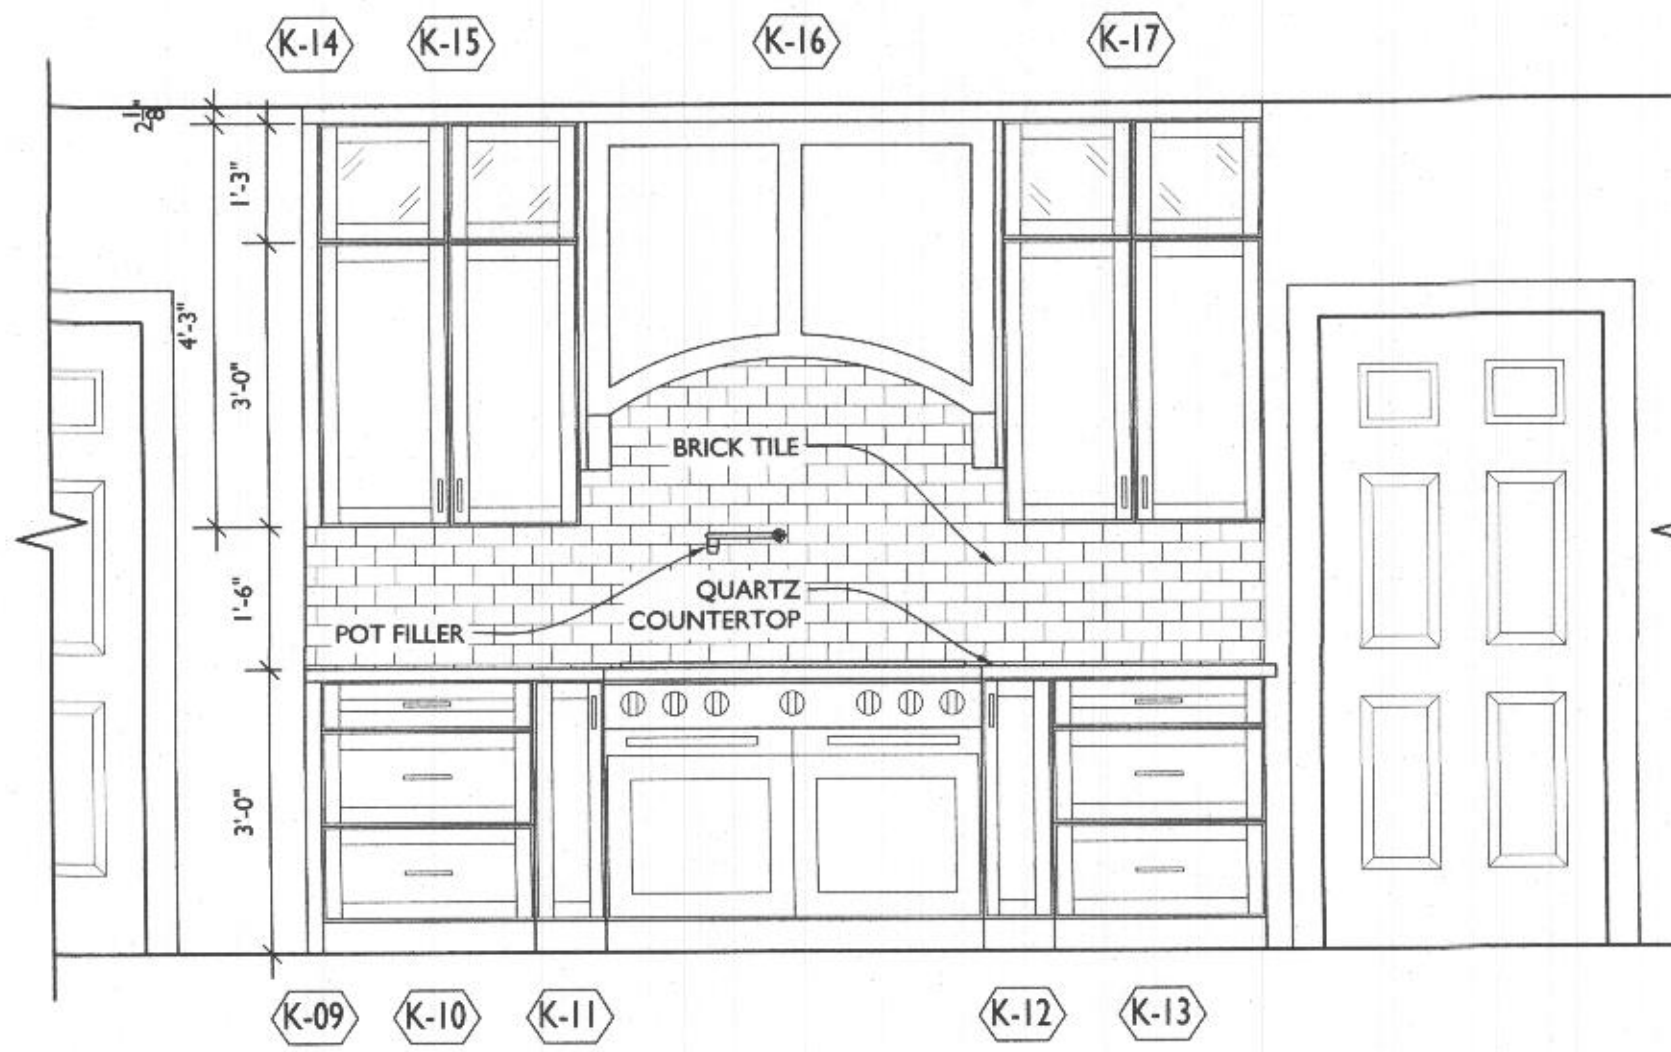 K-14 K-15 K-16 K-17
2 1/8"
1'-3"
4'-3"
3'-0"
BRICK TILE
QUARTZ
COUNTERTOP
1'-6"
POT FILLER
3'-0"
K-09 K-10 K-11 K-12 K-13